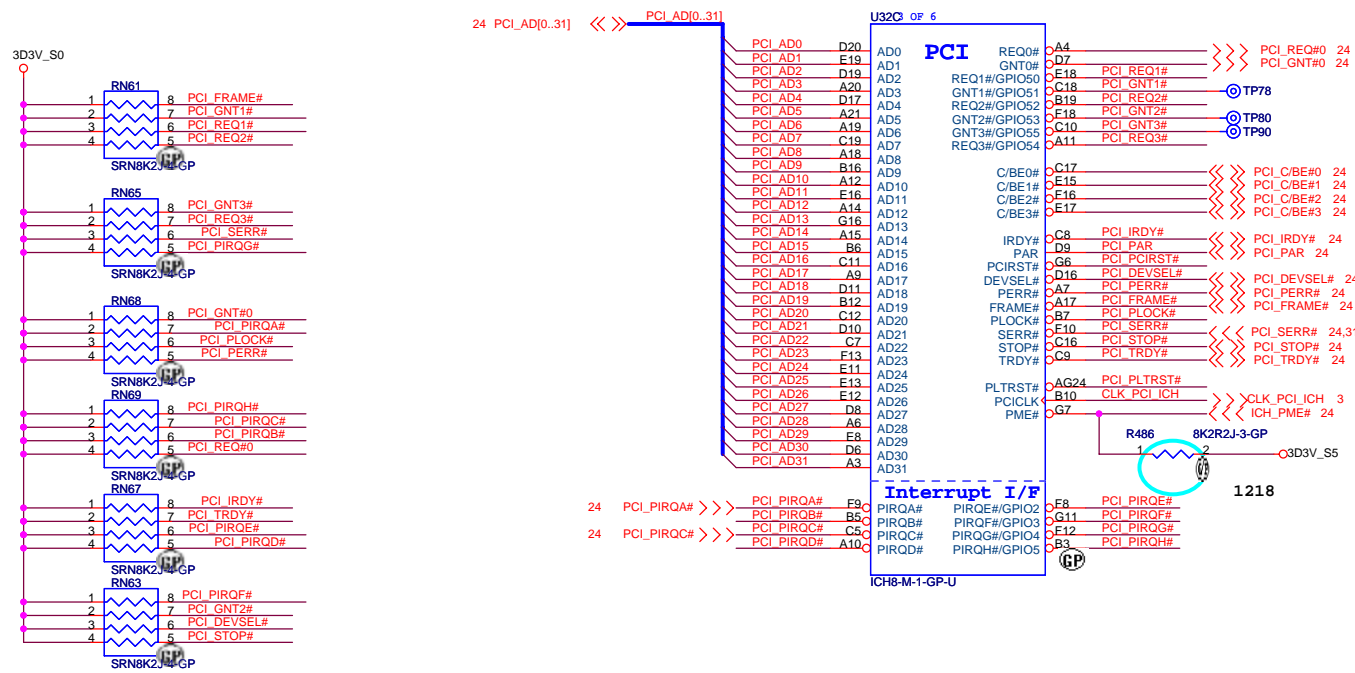 3D3V_S0
RN61
1 8 PCI_FRAME#
2 7 PCI_GNT1#
3 6 PCI_REQ1#
4 5 PCI_REQ2#
SRN8K2J-4-GP
GP
RN65
1 8 PCI_GNT3#
2 7 PCI_REQ3#
3 6 PCI_SERR#
4 5 PCI_PIRQG#
SRN8K2J-4-GP
GP
RN68
1 8 PCI_GNT#0
2 7 PCI_PIRQA#
3 6 PCI_PLOCK#
4 5 PCI_PERR#
SRN8K2J-4-GP
GP
RN69
1 8 PCI_PIRQH#
2 7 PCI_PIRQC#
3 6 PCI_PIRQB#
4 5 PCI_REQ#0
SRN8K2J-4-GP
GP
RN67
1 8 PCI_IRDY#
2 7 PCI_TRDY#
3 6 PCI_PIRQE#
4 5 PCI_PIRQD#
SRN8K2J-4-GP
GP
RN63
1 8 PCI_PIRQF#
2 7 PCI_GNT2#
3 6 PCI_DEVSEL#
4 5 PCI_STOP#
SRN8K2J-4-GP
GP
24 PCI_AD[0..31] PCI_AD[0..31]
U32C 3 OF 6
PCI
PCI_AD0 D20 AD0
PCI_AD1 E19 AD1
PCI_AD2 D19 AD2
PCI_AD3 A20 AD3
PCI_AD4 D17 AD4
PCI_AD5 A21 AD5
PCI_AD6 A19 AD6
PCI_AD7 C19 AD7
PCI_AD8 A18 AD8
PCI_AD9 B16 AD9
PCI_AD10 A12 AD10
PCI_AD11 E16 AD11
PCI_AD12 A14 AD12
PCI_AD13 G16 AD13
PCI_AD14 A15 AD14
PCI_AD15 B6 AD15
PCI_AD16 C11 AD16
PCI_AD17 A9 AD17
PCI_AD18 D11 AD18
PCI_AD19 B12 AD19
PCI_AD20 C12 AD20
PCI_AD21 D10 AD21
PCI_AD22 C7 AD22
PCI_AD23 F13 AD23
PCI_AD24 E11 AD24
PCI_AD25 E13 AD25
PCI_AD26 E12 AD26
PCI_AD27 D8 AD27
PCI_AD28 A6 AD28
PCI_AD29 E8 AD29
PCI_AD30 D6 AD30
PCI_AD31 A3 AD31
REQ0# A4 PCI_REQ#0 24
GNT0# D7 PCI_GNT#0 24
REQ1#/GPIO50 E18 PCI_REQ1#
GNT1#/GPIO51 C18 PCI_GNT1# TP78
REQ2#/GPIO52 B19 PCI_REQ2#
GNT2#/GPIO53 F18 PCI_GNT2# TP80
GNT3#/GPIO55 C10 PCI_GNT3# TP90
REQ3#/GPIO54 A11 PCI_REQ3#
C/BE0# C17 PCI_C/BE#0 24
C/BE1# E15 PCI_C/BE#1 24
C/BE2# F16 PCI_C/BE#2 24
C/BE3# E17 PCI_C/BE#3 24
IRDY# C8 PCI_IRDY# PCI_IRDY# 24
PAR D9 PCI_PAR PCI_PAR 24
PCIRST# G6 PCI_PCIRST#
DEVSEL# D16 PCI_DEVSEL# PCI_DEVSEL# 24
PERR# A7 PCI_PERR# PCI_PERR# 24
FRAME# A17 PCI_FRAME# PCI_FRAME# 24
PLOCK# B7 PCI_PLOCK#
SERR# F10 PCI_SERR# PCI_SERR# 24,31
STOP# C16 PCI_STOP# PCI_STOP# 24
TRDY# C9 PCI_TRDY# PCI_TRDY# 24
PLTRST# AG24 PCI_PLTRST#
PCICLK B10 CLK_PCI_ICH CLK_PCI_ICH 3
PME# G7 ICH_PME# 24
R486 8K2R2J-3-GP
1 2 3D3V_S5
1218
Interrupt I/F
24 PCI_PIRQA# PCI_PIRQA# F9 PIRQA# PIRQE#/GPIO2 F8 PCI_PIRQE#
PCI_PIRQB# B5 PIRQB# PIRQF#/GPIO3 G11 PCI_PIRQF#
24 PCI_PIRQC# PCI_PIRQC# C5 PIRQC# PIRQG#/GPIO4 F12 PCI_PIRQG#
PCI_PIRQD# A10 PIRQD# PIRQH#/GPIO5 B3 PCI_PIRQH#
GP
ICH8-M-1-GP-U